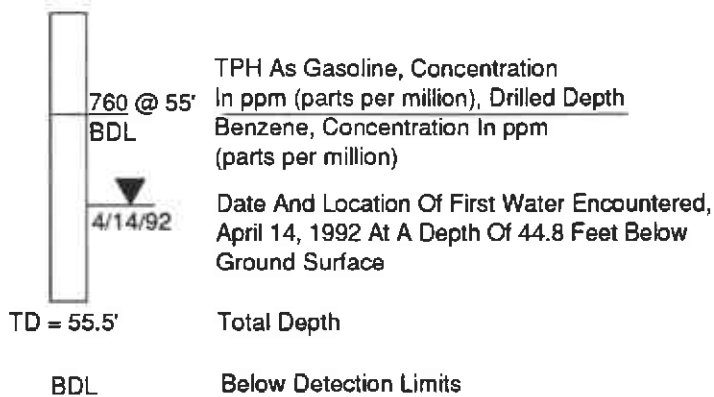 760 @ 55' TPH As Gasoline, Concentration
In ppm (parts per million), Drilled Depth
BDL Benzene, Concentration In ppm
(parts per million)
4/14/92 Date And Location Of First Water Encountered,
April 14, 1992 At A Depth Of 44.8 Feet Below
Ground Surface
TD = 55.5' Total Depth
BDL Below Detection Limits